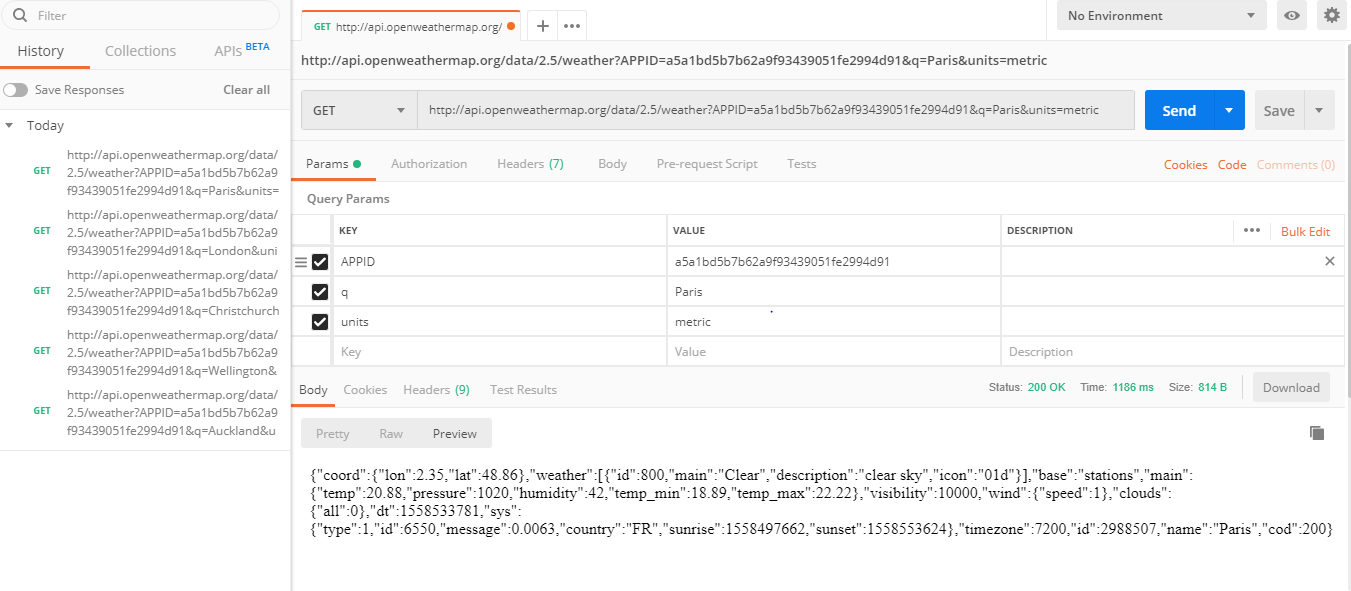 Filter
History Collections APIs BETA
Save Responses Clear all
Today
GET http://api.openweathermap.org/data/
2.5/weather?APPID=a5a1bd5b7b62a9
f93439051fe2994d91&q=Paris&units=
GET http://api.openweathermap.org/data/
2.5/weather?APPID=a5a1bd5b7b62a9
f93439051fe2994d91&q=London&uni
GET http://api.openweathermap.org/data/
2.5/weather?APPID=a5a1bd5b7b62a9
f93439051fe2994d91&q=Christchurch
GET http://api.openweathermap.org/data/
2.5/weather?APPID=a5a1bd5b7b62a9
f93439051fe2994d91&q=Wellington&
GET http://api.openweathermap.org/data/
2.5/weather?APPID=a5a1bd5b7b62a9
f93439051fe2994d91&q=Auckland&u
GET http://api.openweathermap.org/
No Environment
http://api.openweathermap.org/data/2.5/weather?APPID=a5a1bd5b7b62a9f93439051fe2994d91&q=Paris&units=metric
GET http://api.openweathermap.org/data/2.5/weather?APPID=a5a1bd5b7b62a9f93439051fe2994d91&q=Paris&units=metric Send Save
Params Authorization Headers (7) Body Pre-request Script Tests Cookies Code Comments (0)
Query Params
KEY VALUE DESCRIPTION Bulk Edit
APPID a5a1bd5b7b62a9f93439051fe2994d91
q Paris
units metric
Key Value Description
Body Cookies Headers (9) Test Results Status: 200 OK Time: 1186 ms Size: 814 B Download
Pretty Raw Preview
{"coord":{"lon":2.35,"lat":48.86},"weather":[{"id":800,"main":"Clear","description":"clear sky","icon":"01d"}],"base":"stations","main":
{"temp":20.88,"pressure":1020,"humidity":42,"temp_min":18.89,"temp_max":22.22},"visibility":10000,"wind":{"speed":1},"clouds":
{"all":0},"dt":1558533781,"sys":
{"type":1,"id":6550,"message":0.0063,"country":"FR","sunrise":1558497662,"sunset":1558553624},"timezone":7200,"id":2988507,"name":"Paris","cod":200}